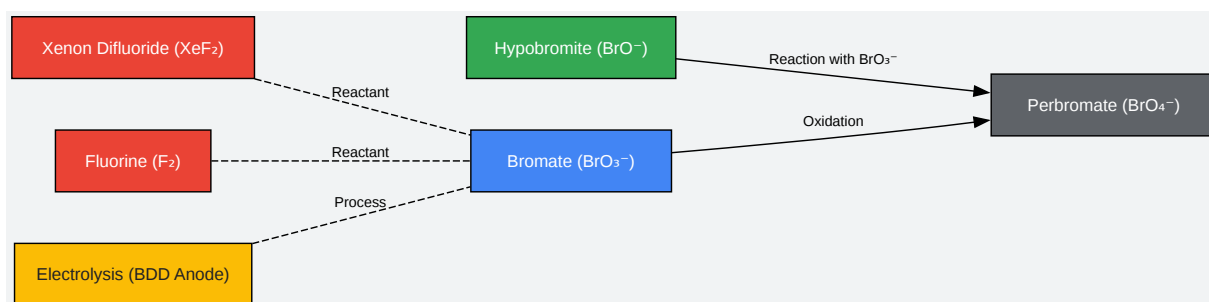 Xenon Difluoride (XeF₂)
Hypobromite (BrO⁻)
Reaction with BrO₃⁻
Reactant
Perbromate (BrO₄⁻)
Oxidation
Fluorine (F₂)
Reactant
Bromate (BrO₃⁻)
Process
Electrolysis (BDD Anode)